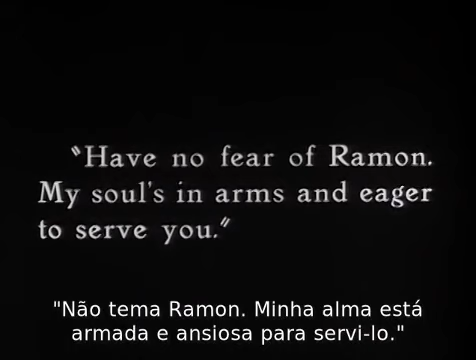 "Have no fear of Ramon.
My soul's in arms and eager
to serve you."
"Não tema Ramon. Minha alma está
armada e ansiosa para servi-lo."